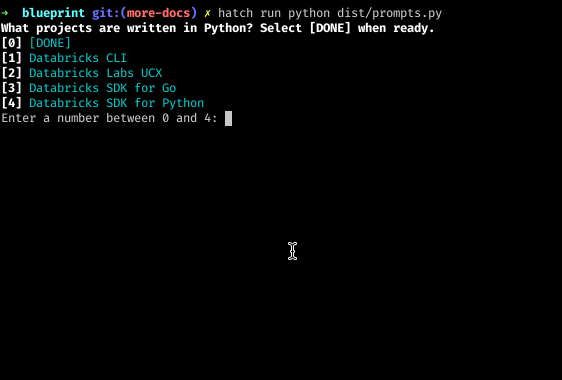 ➜  blueprint git:(more-docs) ✗ hatch run python dist/prompts.py
What projects are written in Python? Select [DONE] when ready.
[0] [DONE]
[1] Databricks CLI
[2] Databricks Labs UCX
[3] Databricks SDK for Go
[4] Databricks SDK for Python
Enter a number between 0 and 4: